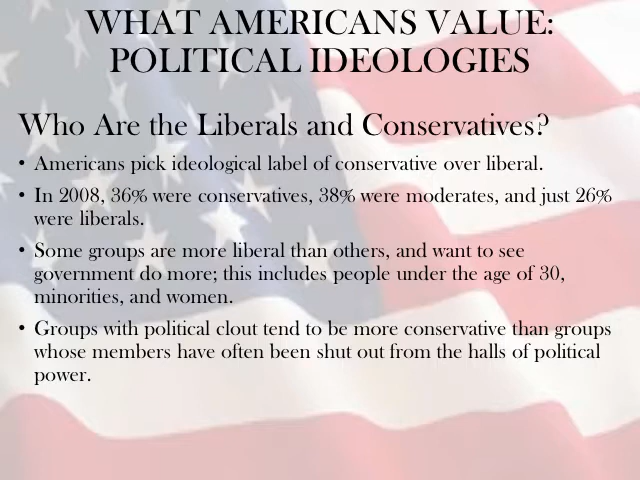 WHAT AMERICANS VALUE:
POLITICAL IDEOLOGIES
Who Are the Liberals and Conservatives?
• Americans pick ideological label of conservative over liberal.
• In 2008, 36% were conservatives, 38% were moderates, and just 26%
were liberals.
• Some groups are more liberal than others, and want to see
government do more; this includes people under the age of 30,
minorities, and women.
• Groups with political clout tend to be more conservative than groups
whose members have often been shut out from the halls of political
power.